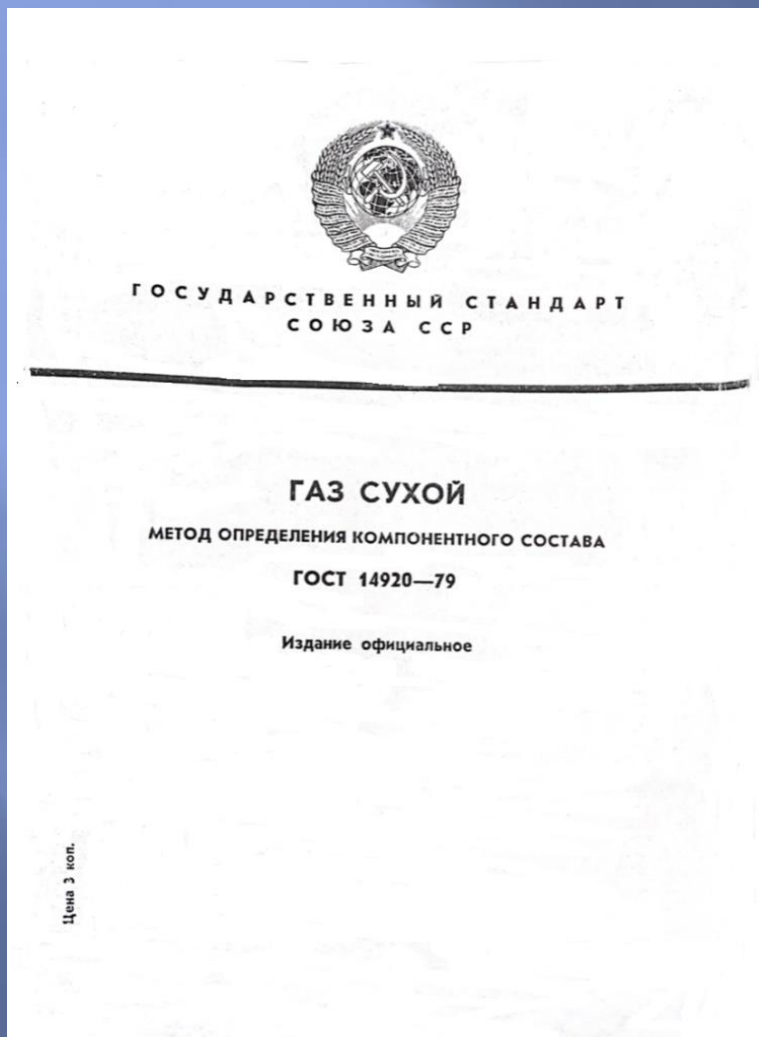 ГОСУДАРСТВЕННЫЙ СТАНДАРТ
СОЮЗА ССР
ГАЗ СУХОЙ
МЕТОД ОПРЕДЕЛЕНИЯ КОМПОНЕНТНОГО СОСТАВА
ГОСТ 14920—79
Издание официальное
Цена 3 коп.